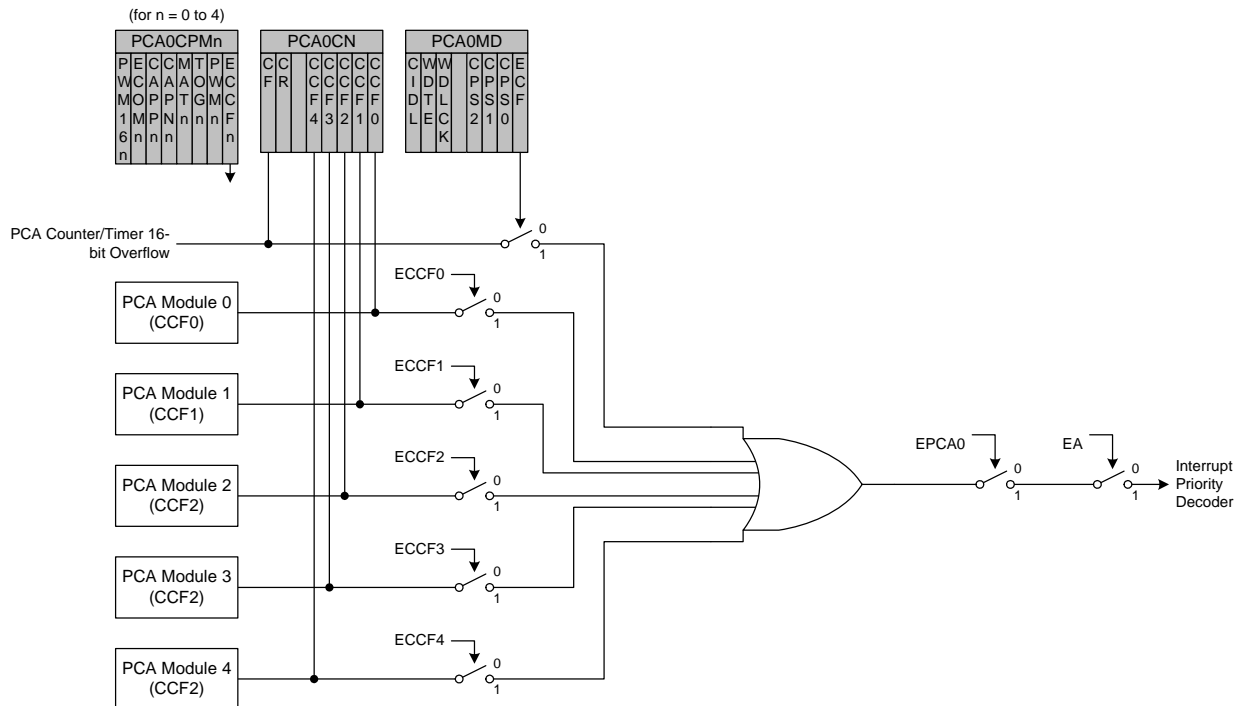 (for n = 0 to 4)
PCA0CPMn
PWM16n
ECOMn
CAPPn
CAPNn
MATn
TOGn
PWMn
ECCFn
PCA0CN
CF
CR
CCF4
CCF3
CCF2
CCF1
CCF0
PCA0MD
CIDL
WDTE
WDLCK
CPS2
CPS1
CPS0
ECF
PCA Counter/Timer 16-
bit Overflow
0
1
PCA Module 0
(CCF0)
ECCF0
0
1
PCA Module 1
(CCF1)
ECCF1
0
1
PCA Module 2
(CCF2)
ECCF2
0
1
PCA Module 3
(CCF2)
ECCF3
0
1
PCA Module 4
(CCF2)
ECCF4
0
1
EPCA0
0
1
EA
0
1
Interrupt
Priority
Decoder